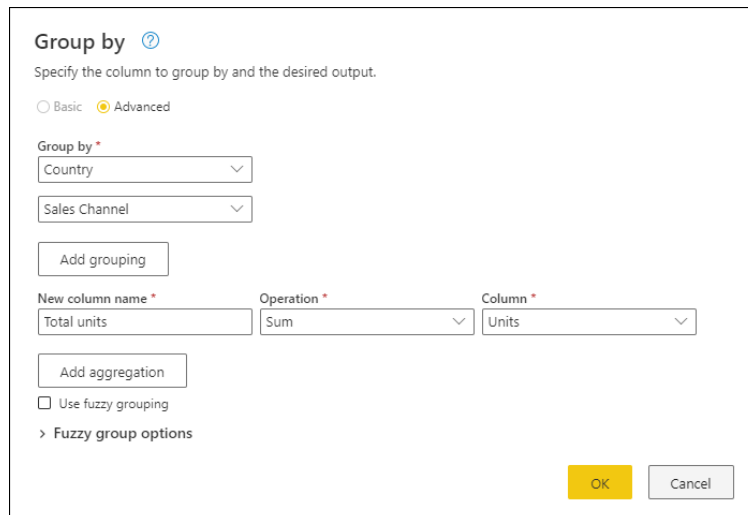 Group by
Specify the column to group by and the desired output.
Basic Advanced
Group by *
Country
Sales Channel
Add grouping
New column name * Operation * Column *
Total units Sum Units
Add aggregation
Use fuzzy grouping
Fuzzy group options
OK Cancel